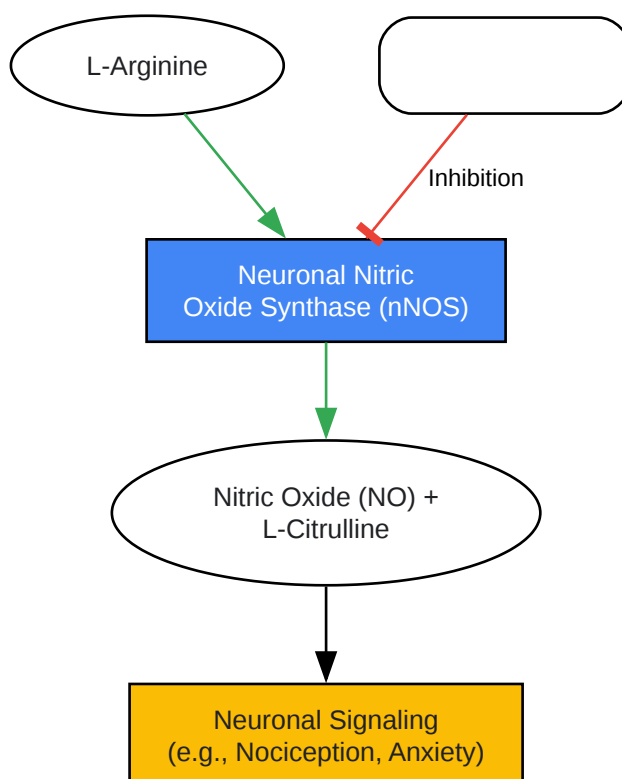 L-Arginine
Inhibition
Neuronal Nitric
Oxide Synthase (nNOS)
Nitric Oxide (NO) +
L-Citrulline
Neuronal Signaling
(e.g., Nociception, Anxiety)